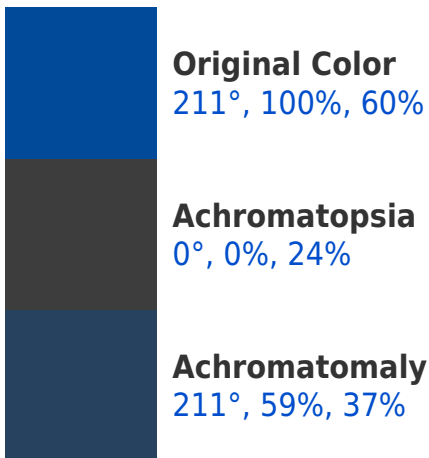 Original Color
211°, 100%, 60%
Achromatopsia
0°, 0%, 24%
Achromatomaly
211°, 59%, 37%